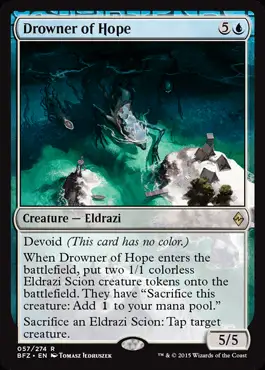 Drowner of Hope 5
Creature — Eldrazi
Devoid (This card has no color.)
When Drowner of Hope enters the
battlefield, put two 1/1 colorless
Eldrazi Scion creature tokens onto the
battlefield. They have “Sacrifice this
creature: Add 1 to your mana pool.”
Sacrifice an Eldrazi Scion: Tap target
creature.
5/5
057/274 R
BFZ • EN Tomasz Jedruszek ™ & © 2015 Wizards of the Coast